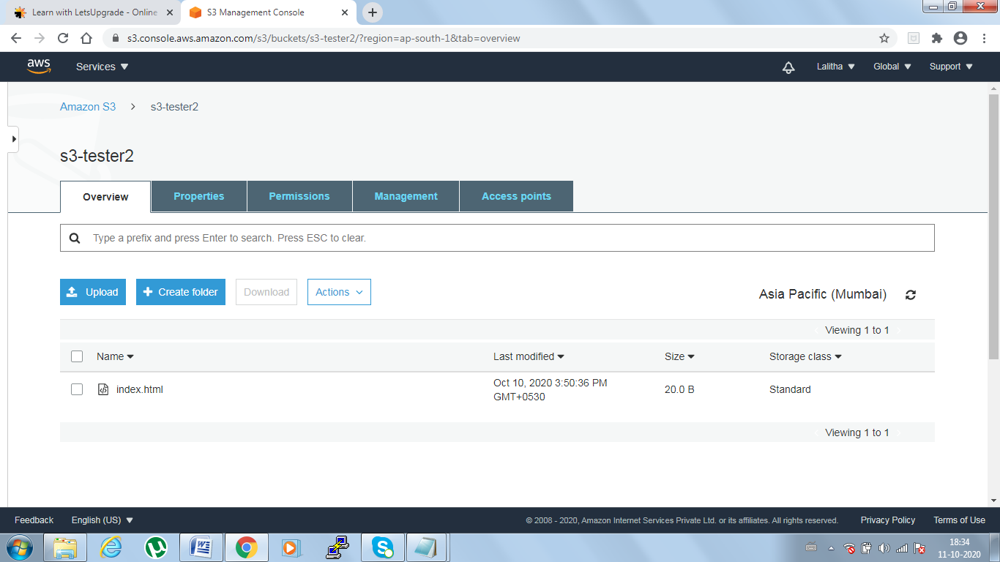 Learn with LetsUpgrade - Online
S3 Management Console
s3.console.aws.amazon.com/s3/buckets/s3-tester2/?region=ap-south-1&tab=overview
aws
Services
Lalitha
Global
Support
Amazon S3 > s3-tester2
s3-tester2
Overview
Properties
Permissions
Management
Access points
Type a prefix and press Enter to search. Press ESC to clear.
Upload
Create folder
Download
Actions
Asia Pacific (Mumbai)
Viewing 1 to 1
Name
Last modified
Size
Storage class
index.html
Oct 10, 2020 3:50:36 PM
GMT+0530
20.0 B
Standard
Viewing 1 to 1
Feedback
English (US)
© 2008 - 2020, Amazon Internet Services Private Ltd. or its affiliates. All rights reserved.
Privacy Policy
Terms of Use
18:34
11-10-2020